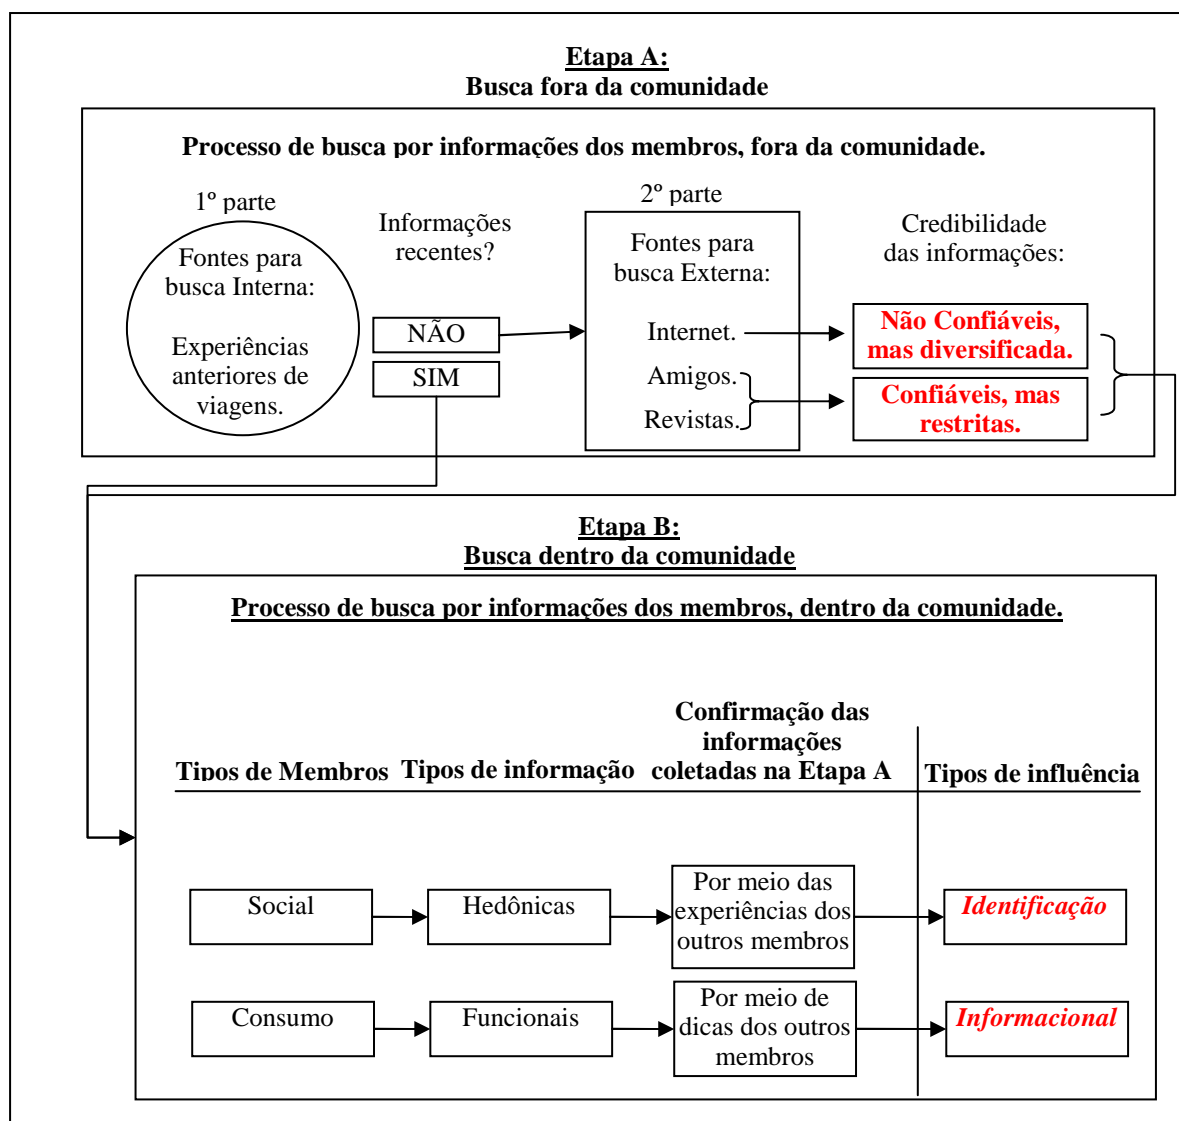 Etapa A:
Busca fora da comunidade
Processo de busca por informações dos membros, fora da comunidade.
1º parte
Fontes para
busca Interna:
Experiências
anteriores de
viagens.
Informações
recentes?
NÃO
SIM
2º parte
Fontes para
busca Externa:
Internet.
Amigos.
Revistas.
Credibilidade
das informações:
Não Confiáveis,
mas diversificada.
Confiáveis, mas
restritas.
Etapa B:
Busca dentro da comunidade
Processo de busca por informações dos membros, dentro da comunidade.
Tipos de Membros
Tipos de informação
Confirmação das
informações
coletadas na Etapa A
Tipos de influência
Social
Hedônicas
Por meio das
experiências dos
outros membros
Identificação
Consumo
Funcionais
Por meio de
dicas dos outros
membros
Informacional